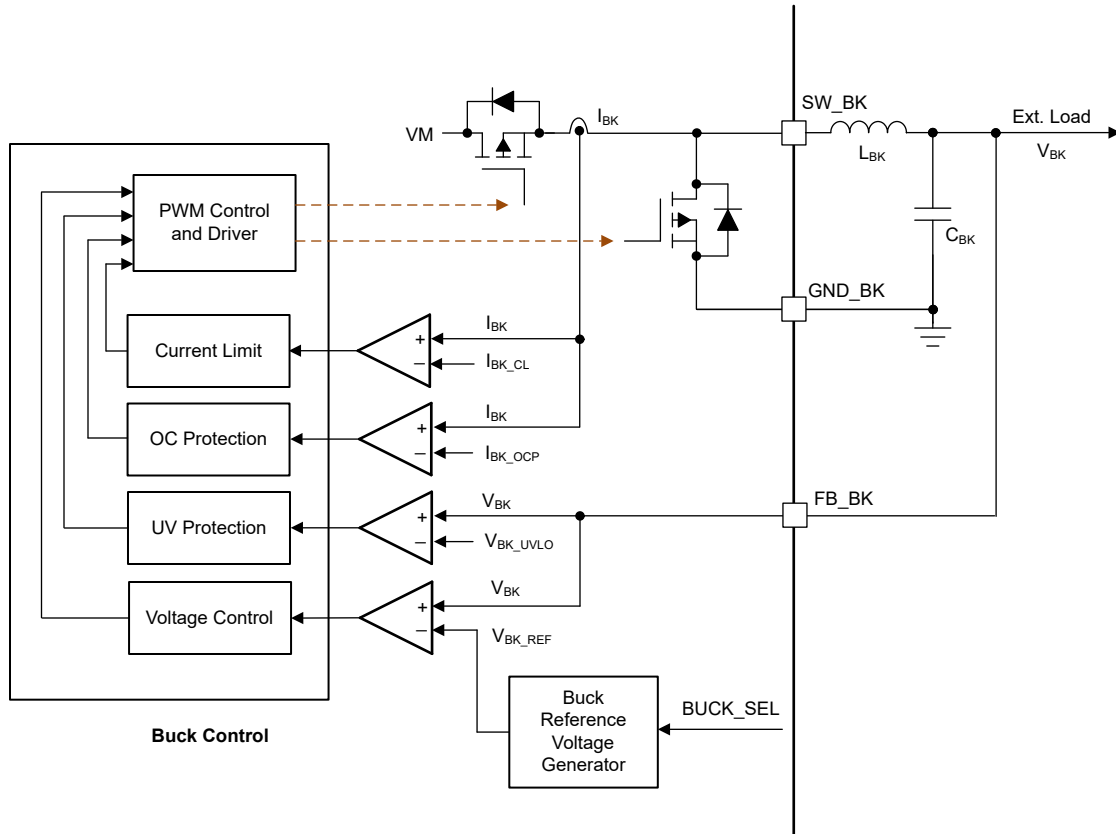 SW_BK
I_BK
Ext. Load
VM
V_BK
L_BK
PWM Control
and Driver
C_BK
GND_BK
I_BK
+
Current Limit
−
I_BK_CL
I_BK
+
OC Protection
−
I_BK_OCP
FB_BK
V_BK
+
UV Protection
−
V_BK_UVLO
V_BK
+
Voltage Control
−
V_BK_REF
Buck
Reference
Voltage
Generator
BUCK_SEL
Buck Control